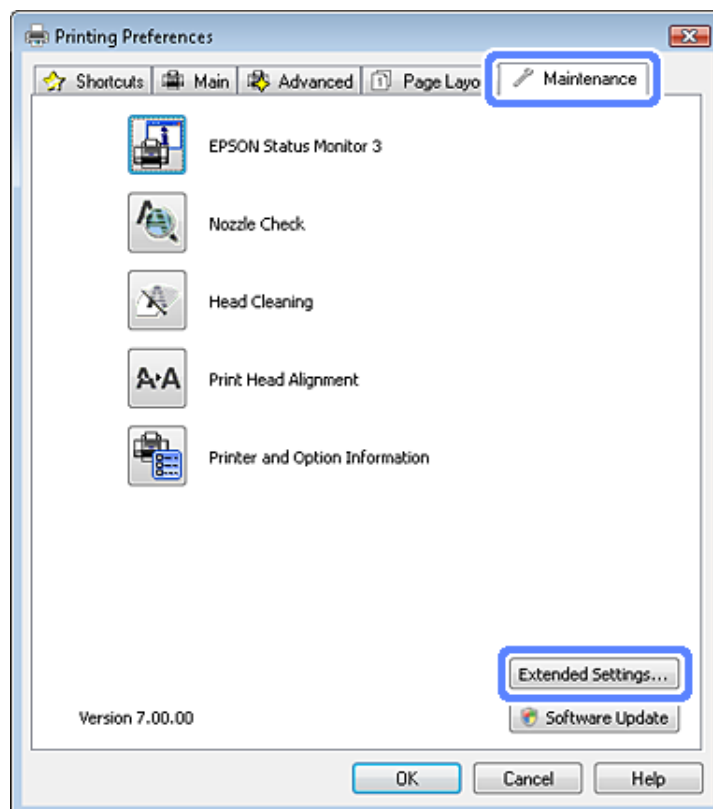 Printing Preferences
Shortcuts Main Advanced 1 Page Layo Maintenance
EPSON Status Monitor 3
Nozzle Check
Head Cleaning
A A Print Head Alignment
Printer and Option Information
Extended Settings...
Version 7.00.00 Software Update
OK Cancel Help